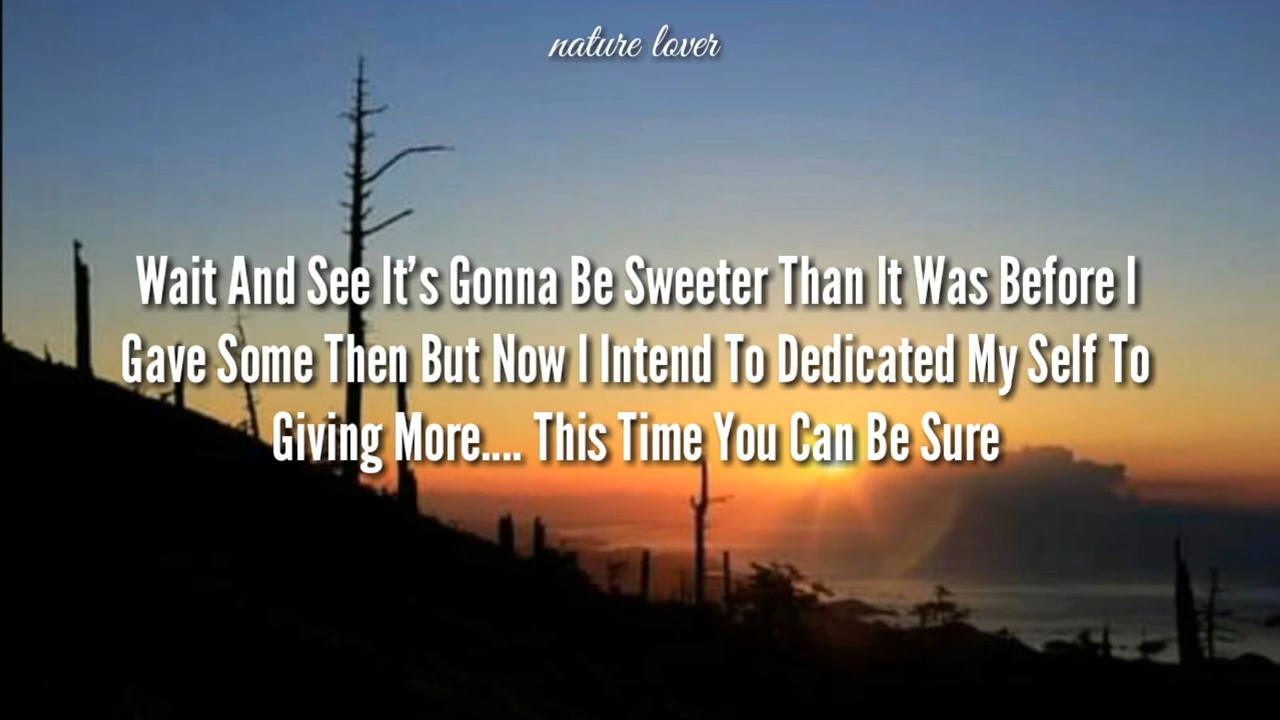 nature lover
Wait And See It’s Gonna Be Sweeter Than It Was Before I
Gave Some Then But Now I Intend To Dedicated My Self To
Giving More.... This Time You Can Be Sure